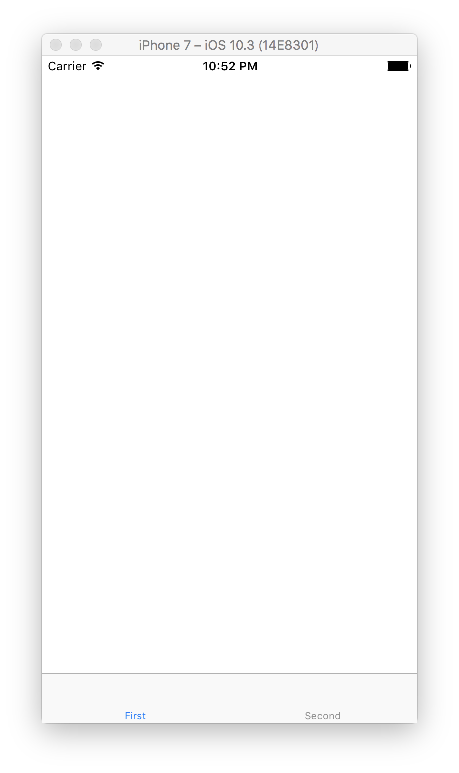 iPhone 7 – iOS 10.3 (14E8301)
Carrier 10:52 PM
First Second